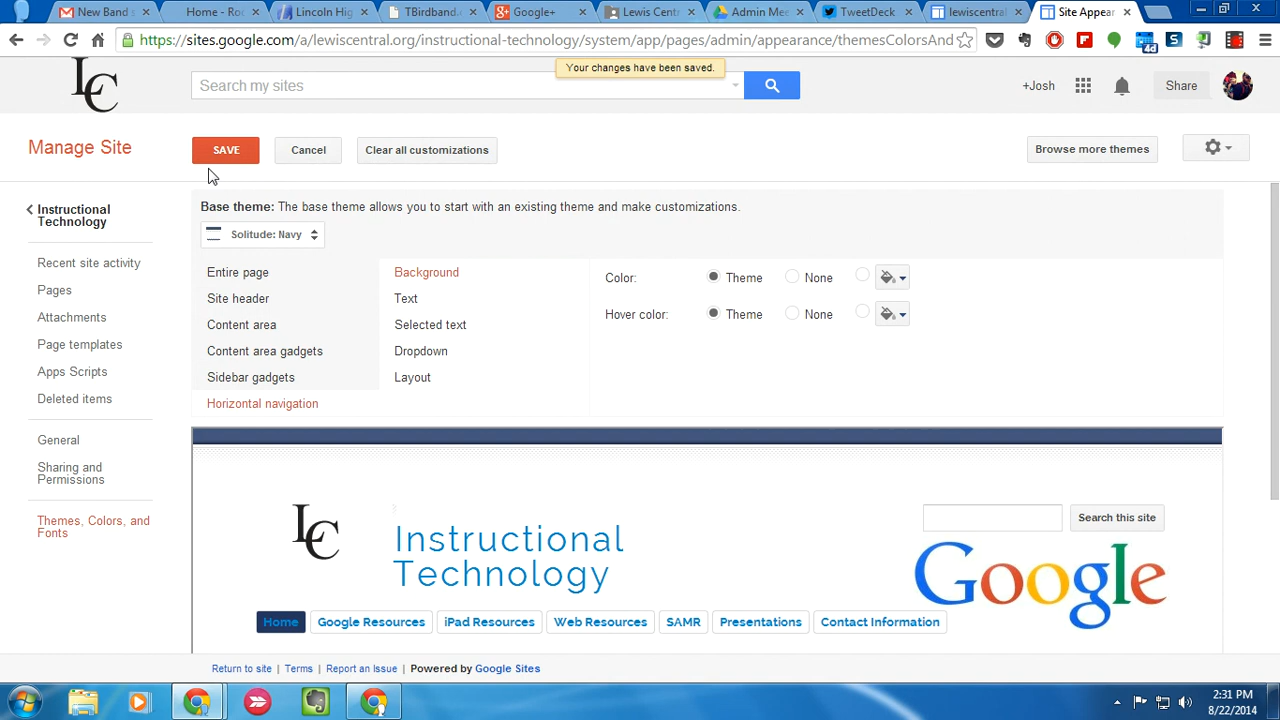 New Band s
Home - Roc
Lincoln Hig
TBirdband.c
Google+
Lewis Centr
Admin Med
TweetDeck
lewiscentral
Site Appear
https://sites.google.com/a/lewiscentral.org/instructional-technology/system/app/pages/admin/appearance/themesColorsAnd
4d
S
Your changes have been saved.
LC
Search my sites
+Josh
Share
Manage Site
SAVE
Cancel
Clear all customizations
Browse more themes
Instructional
Technology
Base theme: The base theme allows you to start with an existing theme and make customizations.
Solitude: Navy
Recent site activity
Pages
Attachments
Page templates
Apps Scripts
Deleted items
General
Sharing and
Permissions
Themes, Colors, and
Fonts
Entire page
Site header
Content area
Content area gadgets
Sidebar gadgets
Horizontal navigation
Background
Text
Selected text
Dropdown
Layout
Color:
Theme
None
Hover color:
Theme
None
LC
Instructional
Technology
Search this site
Google
Home
Google Resources
iPad Resources
Web Resources
SAMR
Presentations
Contact Information
Return to site
Terms
Report an Issue
Powered by Google Sites
2:31 PM
8/22/2014